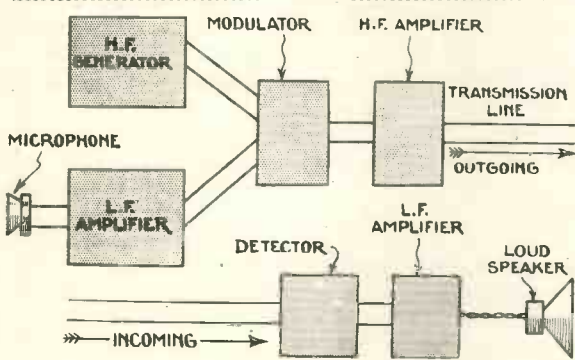 MODULATOR
H.F. AMPLIFIER
H.F.
GENERATOR
TRANSMISSION
LINE
OUTGOING
MICROPHONE
L.F.
AMPLIFIER
L.F.
AMPLIFIER
DETECTOR
LOUD
SPEAKER
INCOMING